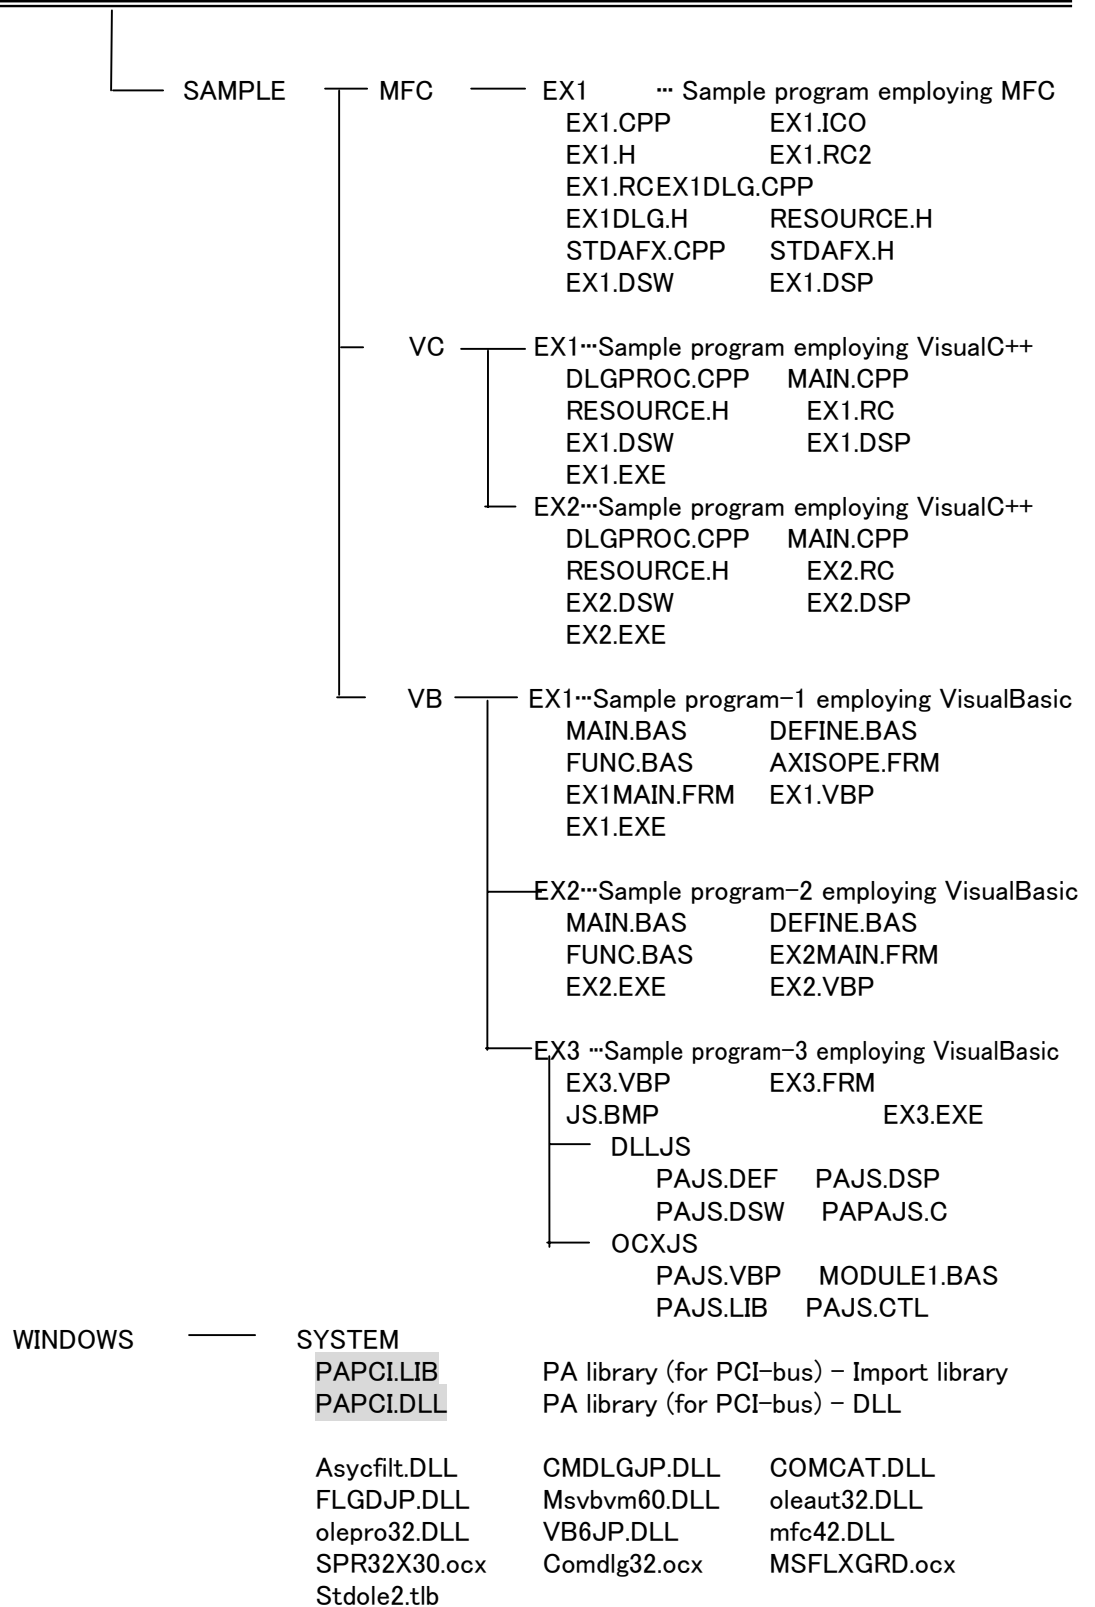 SAMPLE MFC EX1 … Sample program employing MFC
EX1.CPP EX1.ICO
EX1.H EX1.RC2
EX1.RCEX1DLG.CPP
EX1DLG.H RESOURCE.H
STDAFX.CPP STDAFX.H
EX1.DSW EX1.DSP
VC EX1…Sample program employing VisualC++
DLGPROC.CPP MAIN.CPP
RESOURCE.H EX1.RC
EX1.DSW EX1.DSP
EX1.EXE
EX2…Sample program employing VisualC++
DLGPROC.CPP MAIN.CPP
RESOURCE.H EX2.RC
EX2.DSW EX2.DSP
EX2.EXE
VB EX1…Sample program-1 employing VisualBasic
MAIN.BAS DEFINE.BAS
FUNC.BAS AXISOPE.FRM
EX1MAIN.FRM EX1.VBP
EX1.EXE
EX2…Sample program-2 employing VisualBasic
MAIN.BAS DEFINE.BAS
FUNC.BAS EX2MAIN.FRM
EX2.EXE EX2.VBP
EX3 …Sample program-3 employing VisualBasic
EX3.VBP EX3.FRM
JS.BMP EX3.EXE
DLLJS
PAJS.DEF PAJS.DSP
PAJS.DSW PAPAJS.C
OCXJS
PAJS.VBP MODULE1.BAS
PAJS.LIB PAJS.CTL
WINDOWS SYSTEM
PAPCI.LIB PA library (for PCI-bus) - Import library
PAPCI.DLL PA library (for PCI-bus) - DLL
Asycfilt.DLL CMDLGJP.DLL COMCAT.DLL
FLGDJP.DLL Msvbvm60.DLL oleaut32.DLL
olepro32.DLL VB6JP.DLL mfc42.DLL
SPR32X30.ocx Comdlg32.ocx MSFLXGRD.ocx
Stdole2.tlb